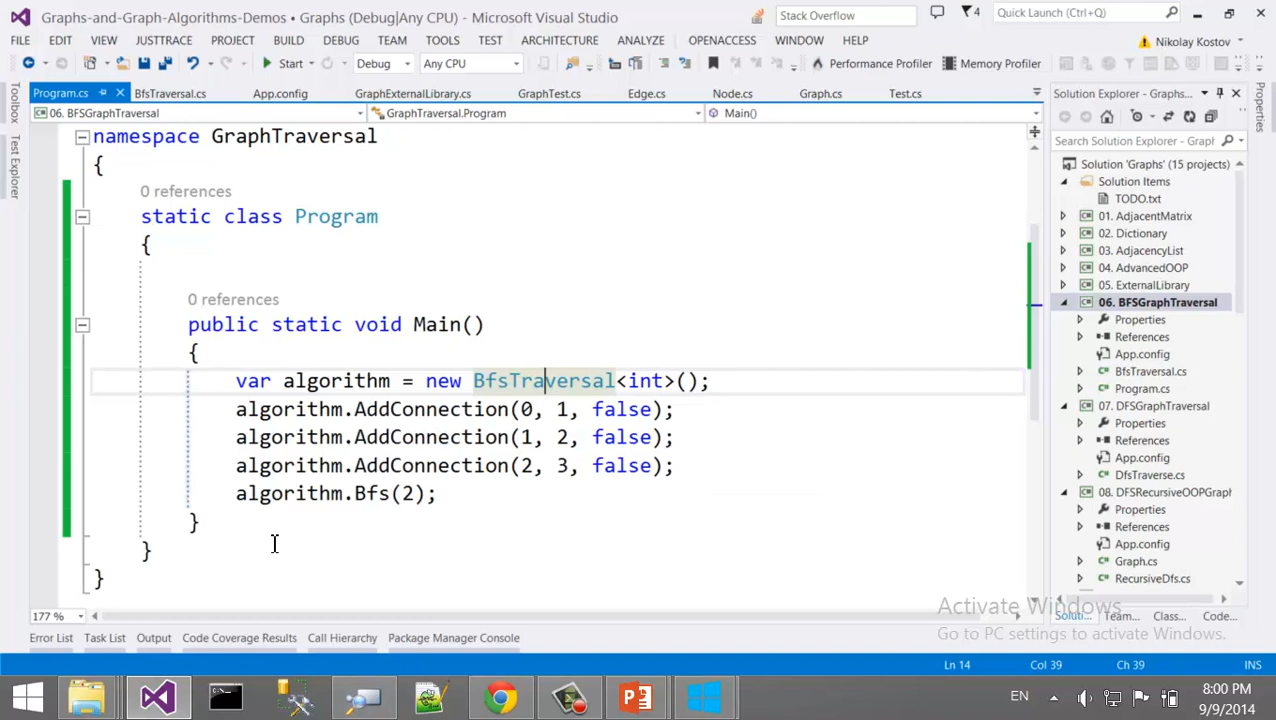 Graphs-and-Graph-Algorithms-Demos - Graphs (Debug|Any CPU) - Microsoft Visual Studio
Stack Overflow
4
Quick Launch (Ctrl+Q)
FILE EDIT VIEW JUSTTRACE PROJECT BUILD DEBUG TEAM TOOLS TEST ARCHITECTURE ANALYZE OPENACCESS WINDOW HELP
Nikolay Kostov
Start Debug Any CPU Performance Profiler Memory Profiler
Toolbox
Test Explorer
Program.cs BfsTraversal.cs App.config GraphExternalLibrary.cs GraphTest.cs Edge.cs Node.cs Graph.cs Test.cs
06. BFSGraphTraversal GraphTraversal.Program Main()
namespace GraphTraversal
{
0 references
static class Program
{
0 references
public static void Main()
{
var algorithm = new BfsTraversal<int>();
algorithm.AddConnection(0, 1, false);
algorithm.AddConnection(1, 2, false);
algorithm.AddConnection(2, 3, false);
algorithm.Bfs(2);
}
}
}
177 %
Solution Explorer - Graphs...
Properties
Search Solution Explorer - Graph
Solution 'Graphs' (15 projects)
Solution Items
TODO.txt
01. AdjacentMatrix
02. Dictionary
03. AdjacencyList
04. AdvancedOOP
05. ExternalLibrary
06. BFSGraphTraversal
Properties
References
App.config
BfsTraversal.cs
Program.cs
07. DFSGraphTraversal
Properties
References
App.config
DfsTraverse.cs
08. DFSRecursiveOOPGraph
Properties
References
App.config
Graph.cs
RecursiveDfs.cs
Soluti... Team... Class... Code...
Activate Windows
Go to PC settings to activate Windows.
Error List Task List Output Code Coverage Results Call Hierarchy Package Manager Console
Ln 14 Col 39 Ch 39 INS
EN
8:00 PM
9/9/2014